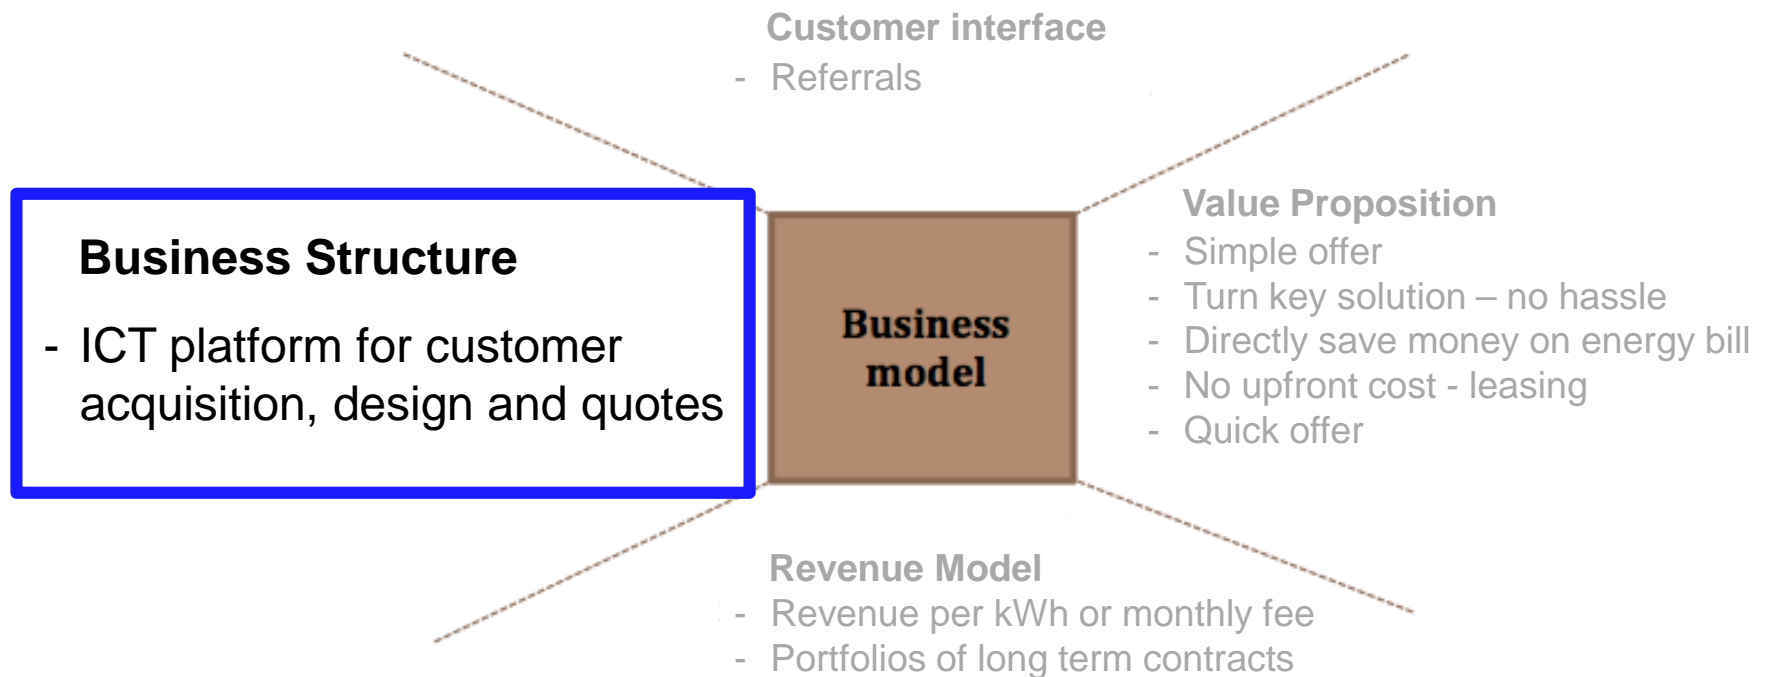 Customer interface
- Referrals
Business Structure
- ICT platform for customer
acquisition, design and quotes
Business
model
Value Proposition
- Simple offer
- Turn key solution – no hassle
- Directly save money on energy bill
- No upfront cost - leasing
- Quick offer
Revenue Model
- Revenue per kWh or monthly fee
- Portfolios of long term contracts